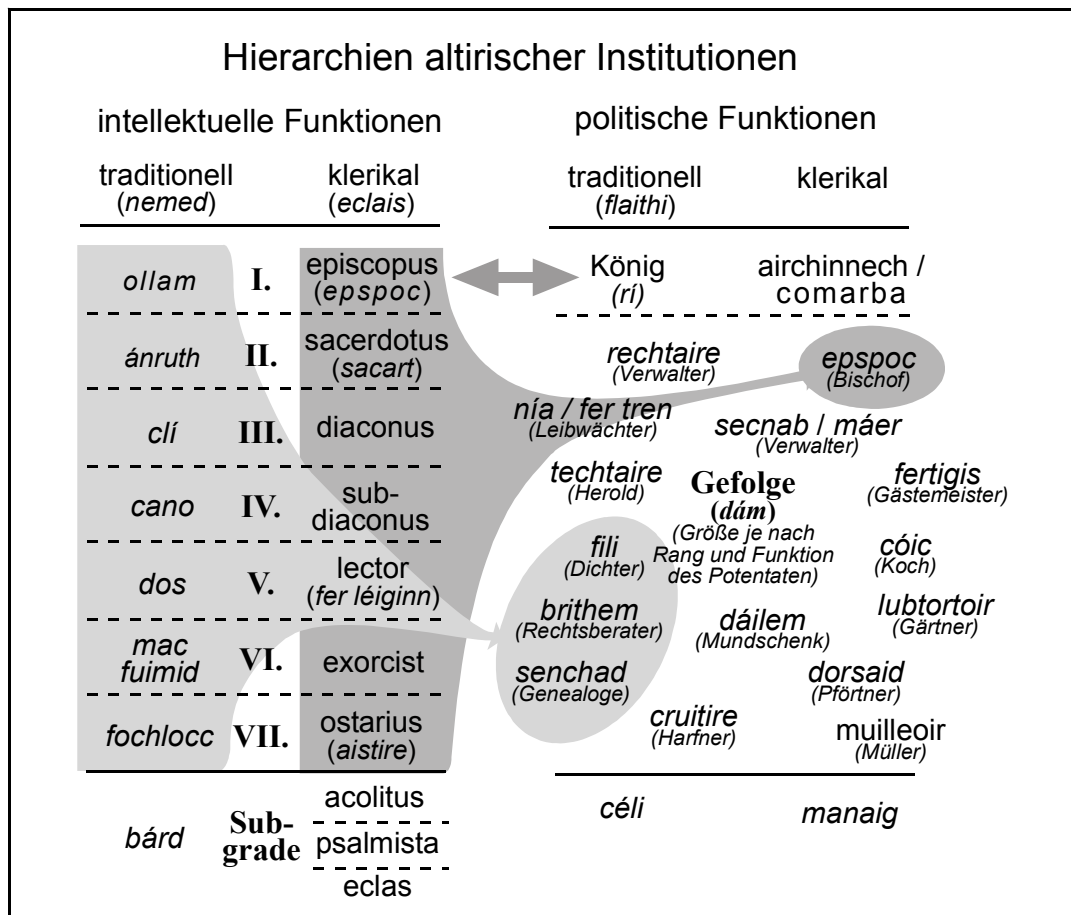 Hierarchien altirischer Institutionen
intellektuelle Funktionen
politische Funktionen
traditionell
(nemed)
klerikal
(eclais)
traditionell
(flaithi)
klerikal
ollam
I.
episcopus
(epspoc)
ánruth
II.
sacerdotus
(sacart)
clí
III.
diaconus
cano
IV.
sub-
diaconus
dos
V.
lector
(fer léiginn)
mac
fuimid
VI.
exorcist
fochlocc
VII.
ostarius
(aistire)
bárd
Sub-
grade
acolitus
psalmista
eclas
König
(rí)
airchinnech /
comarba
rechtaire
(Verwalter)
epspoc
(Bischof)
nía / fer tren
(Leibwächter)
secnab / máer
(Verwalter)
techtaire
(Herold)
Gefolge
(dám)
(Größe je nach
Rang und Funktion
des Potentaten)
fertigis
(Gästemeister)
fili
(Dichter)
cóic
(Koch)
brithem
(Rechtsberater)
dáilem
(Mundschenk)
lubtortoir
(Gärtner)
senchad
(Genealoge)
dorsaid
(Pförtner)
cruitire
(Harfner)
muilleoir
(Müller)
céli
manaig